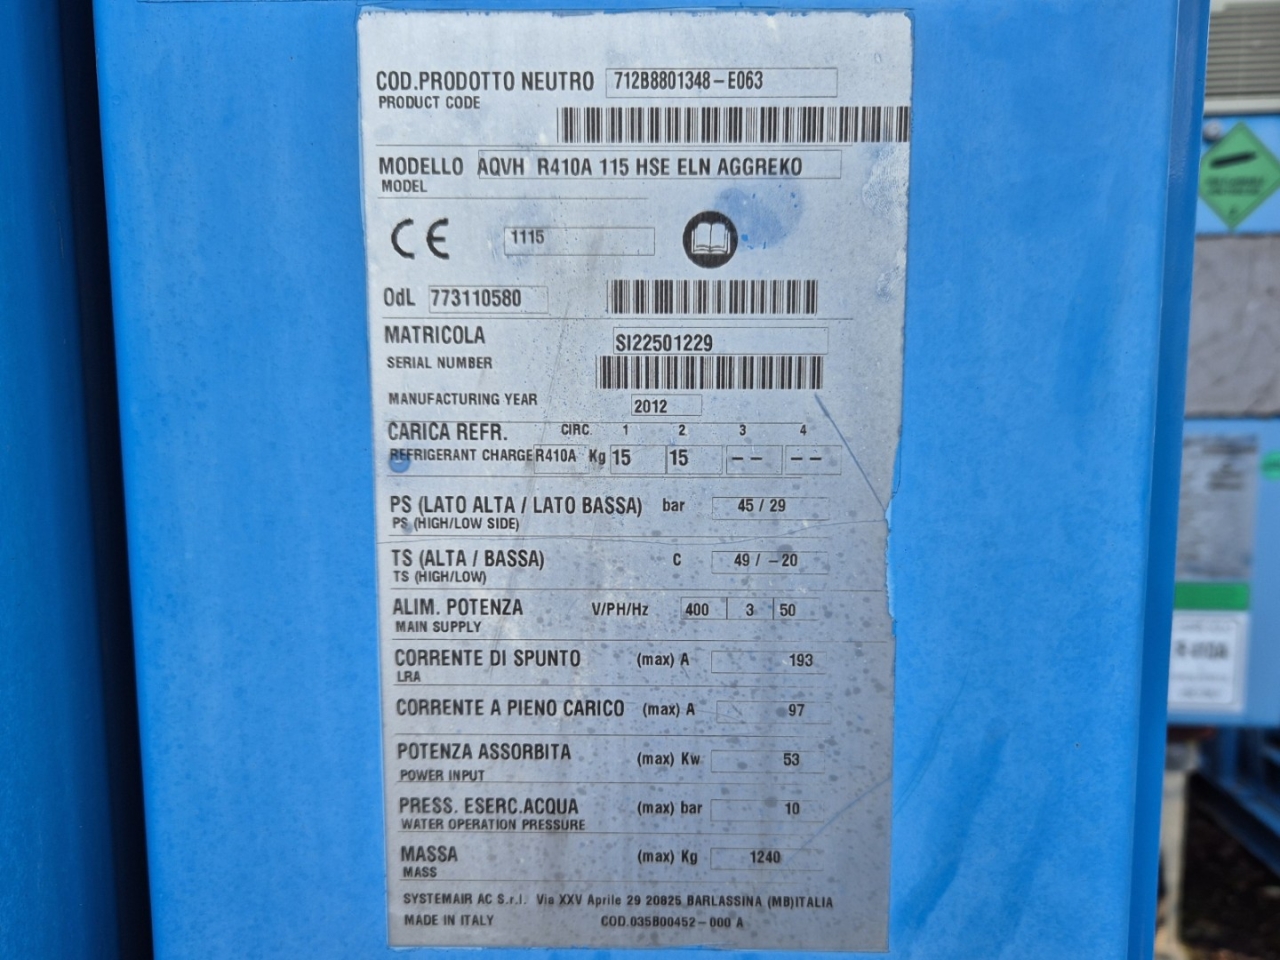 COD.PRODOTTO NEUTRO 712B8801348-E063
PRODUCT CODE
MODELLO AQVH R410A 115 HSE ELN AGGREKO
MODEL
CE 1115
OdL 773110580
MATRICOLA SI22501229
SERIAL NUMBER
MANUFACTURING YEAR 2012
CARICA REFR. CIRC. 1 2 3 4
REFRIGERANT CHARGE R410A Kg 15 15 -- --
PS (LATO ALTA / LATO BASSA) bar 45 / 29
PS (HIGH/LOW SIDE)
TS (ALTA / BASSA) C 49 / -20
TS (HIGH/LOW)
ALIM. POTENZA V/PH/Hz 400 3 50
MAIN SUPPLY
CORRENTE DI SPUNTO (max) A 193
LRA
CORRENTE A PIENO CARICO (max) A 97
POTENZA ASSORBITA (max) Kw 53
POWER INPUT
PRESS. ESERC.ACQUA (max) bar 10
WATER OPERATION PRESSURE
MASSA (max) Kg 1240
MASS
SYSTEMAIR AC S.r.l. Via XXV Aprile 29 20825 BARLASSINA (MB)ITALIA
MADE IN ITALY COD.035B00452-000 A